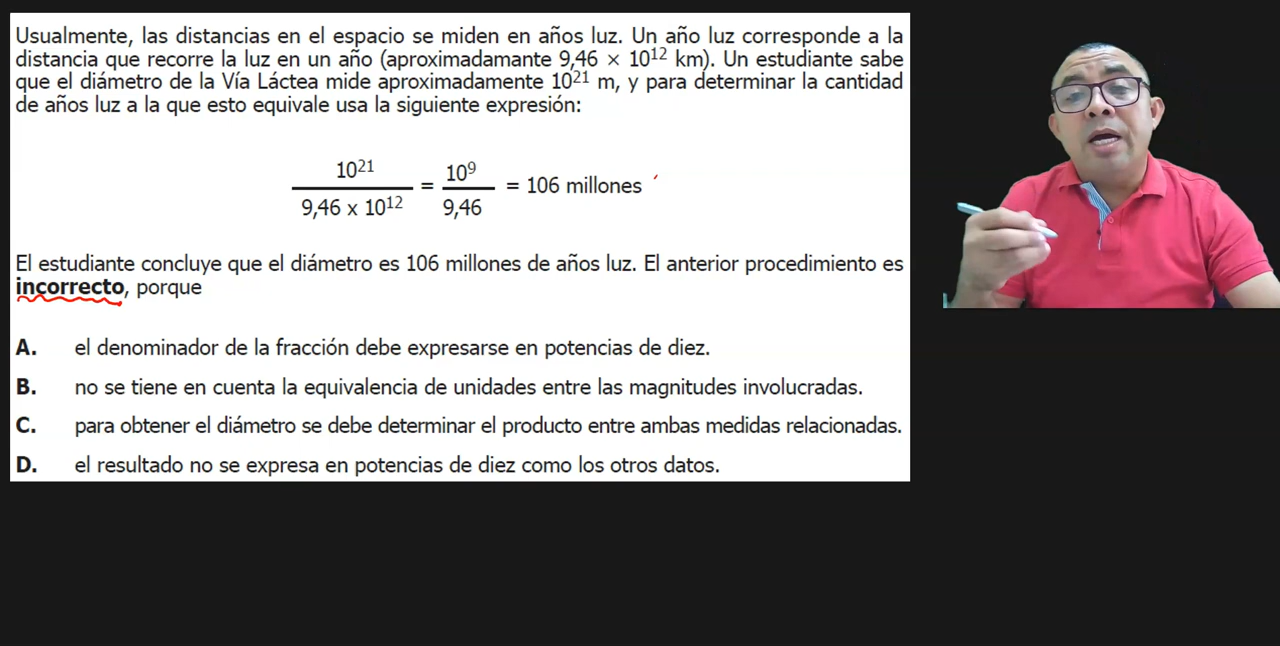 Usualmente, las distancias en el espacio se miden en años luz. Un año luz corresponde a la
distancia que recorre la luz en un año (aproximadamante 9,46 × 10¹² km). Un estudiante sabe
que el diámetro de la Vía Láctea mide aproximadamente 10²¹ m, y para determinar la cantidad
de años luz a la que esto equivale usa la siguiente expresión:
10²¹ / 9,46 x 10¹² = 10⁹ / 9,46 = 106 millones
El estudiante concluye que el diámetro es 106 millones de años luz. El anterior procedimiento es
incorrecto, porque
A. el denominador de la fracción debe expresarse en potencias de diez.
B. no se tiene en cuenta la equivalencia de unidades entre las magnitudes involucradas.
C. para obtener el diámetro se debe determinar el producto entre ambas medidas relacionadas.
D. el resultado no se expresa en potencias de diez como los otros datos.